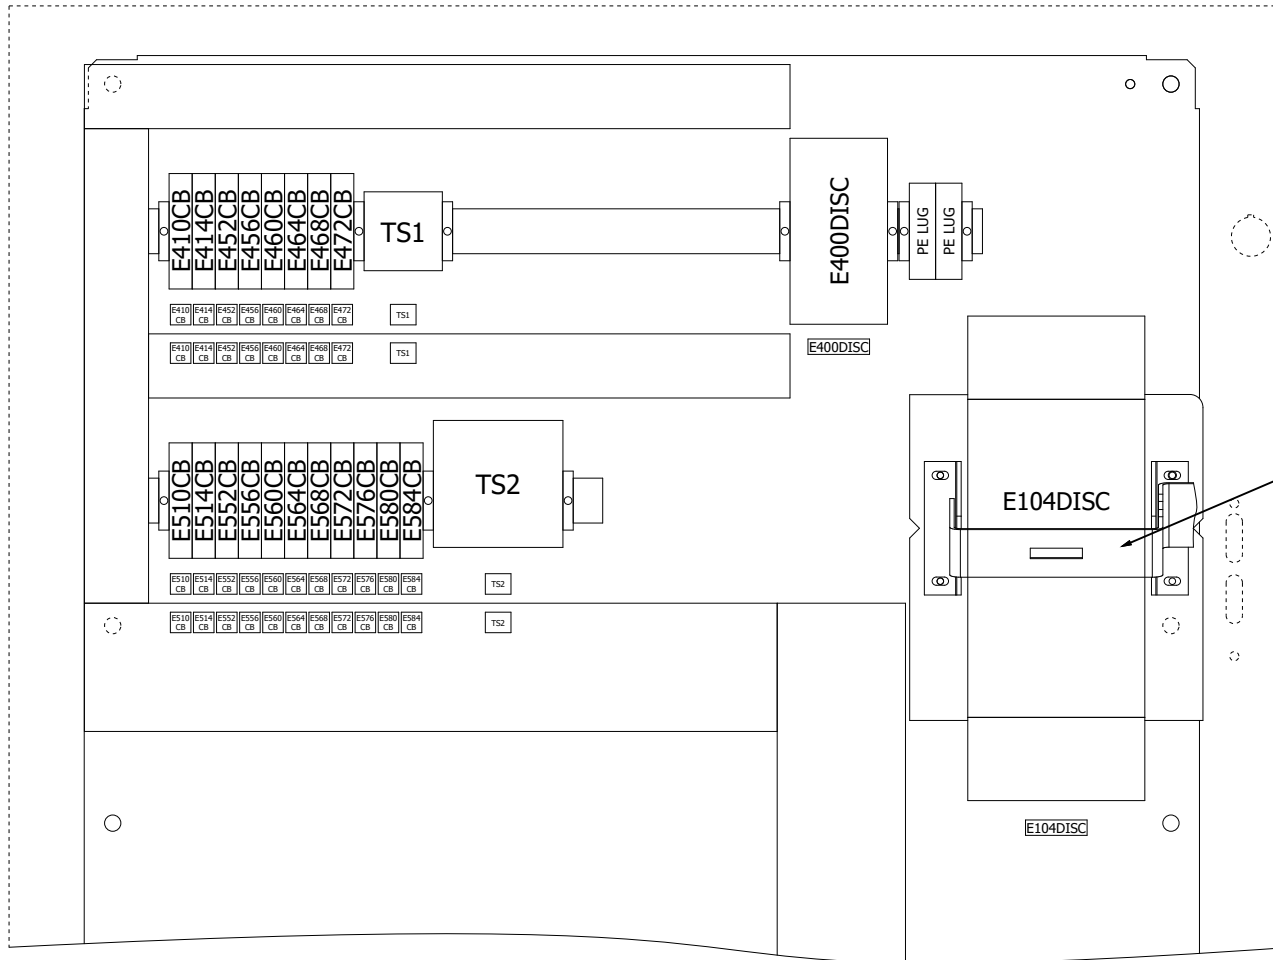 E410CB E414CB E452CB E456CB E460CB E464CB E468CB E472CB
TS1
E400DISC
PE LUG PE LUG
E410 E414 E452 E456 E460 E464 E468 E472
CB CB CB CB CB CB CB CB
TS1
E410 E414 E452 E456 E460 E464 E468 E472
CB CB CB CB CB CB CB CB
TS1
E400DISC
E510CB E514CB E552CB E556CB E560CB E564CB E568CB E572CB E576CB E580CB E584CB
TS2
E104DISC
E510 E514 E552 E556 E560 E564 E568 E572 E576 E580 E584
CB CB CB CB CB CB CB CB CB CB CB
TS2
E510 E514 E552 E556 E560 E564 E568 E572 E576 E580 E584
CB CB CB CB CB CB CB CB CB CB CB
TS2
E104DISC